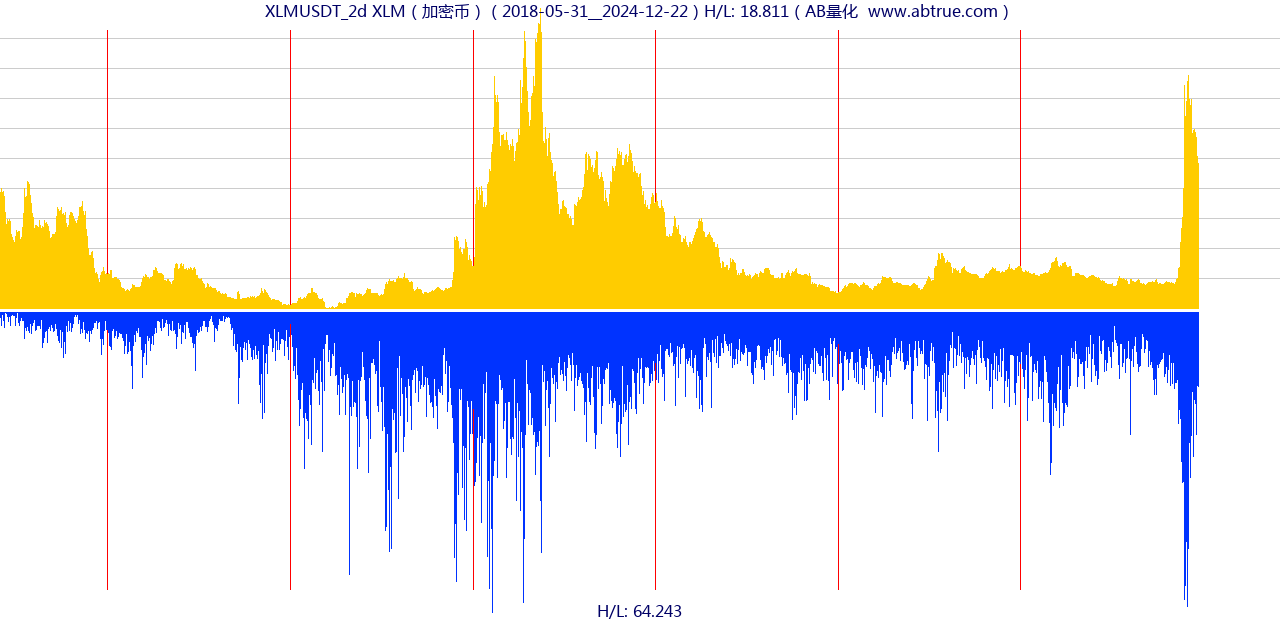 XLMUSDT_2d XLM（加密币）（2018-05-31__2024-12-22）H/L: 18.811（AB量化  www.abtrue.com）
H/L: 64.243